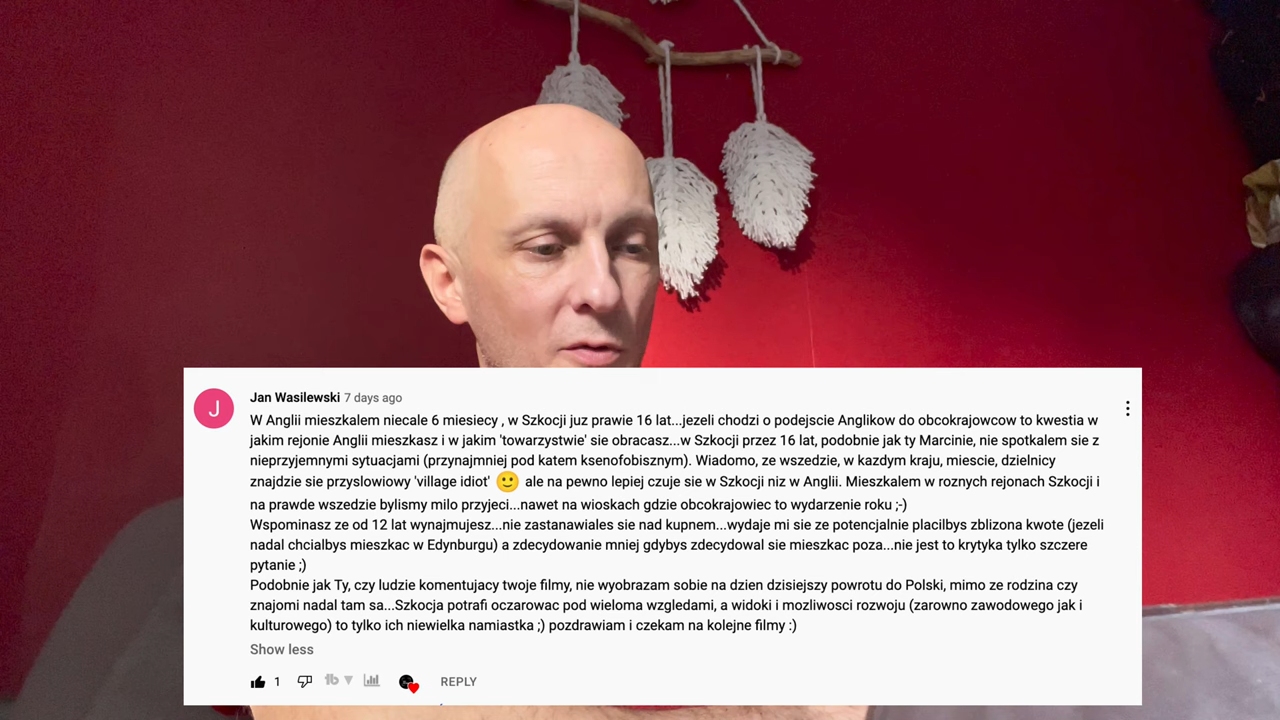 J
Jan Wasilewski 7 days ago
W Anglii mieszkalem niecale 6 miesiecy , w Szkocji juz prawie 16 lat...jezeli chodzi o podejscie Anglikow do obcokrajowcow to kwestia w
jakim rejonie Anglii mieszkasz i w jakim 'towarzystwie' sie obracasz...w Szkocji przez 16 lat, podobnie jak ty Marcinie, nie spotkalem sie z
nieprzyjemnymi sytuacjami (przynajmniej pod katem ksenofobisznym). Wiadomo, ze wszedzie, w kazdym kraju, miescie, dzielnicy
znajdzie sie przyslowiowy 'village idiot' 🙂 ale na pewno lepiej czuje sie w Szkocji niz w Anglii. Mieszkalem w roznych rejonach Szkocji i
na prawde wszedzie bylismy milo przyjeci...nawet na wioskach gdzie obcokrajowiec to wydarzenie roku ;-)
Wspominasz ze od 12 lat wynajmujesz...nie zastanawiales sie nad kupnem...wydaje mi sie ze potencjalnie placilbys zblizona kwote (jezeli
nadal chcialbys mieszkac w Edynburgu) a zdecydowanie mniej gdybys zdecydowal sie mieszkac poza...nie jest to krytyka tylko szczere
pytanie ;)
Podobnie jak Ty, czy ludzie komentujacy twoje filmy, nie wyobrazam sobie na dzien dzisiejszy powrotu do Polski, mimo ze rodzina czy
znajomi nadal tam sa...Szkocja potrafi oczarowac pod wieloma wzgledami, a widoki i mozliwosci rozwoju (zarowno zawodowego jak i
kulturowego) to tylko ich niewielka namiastka ;) pozdrawiam i czekam na kolejne filmy :)
Show less
1 tb REPLY